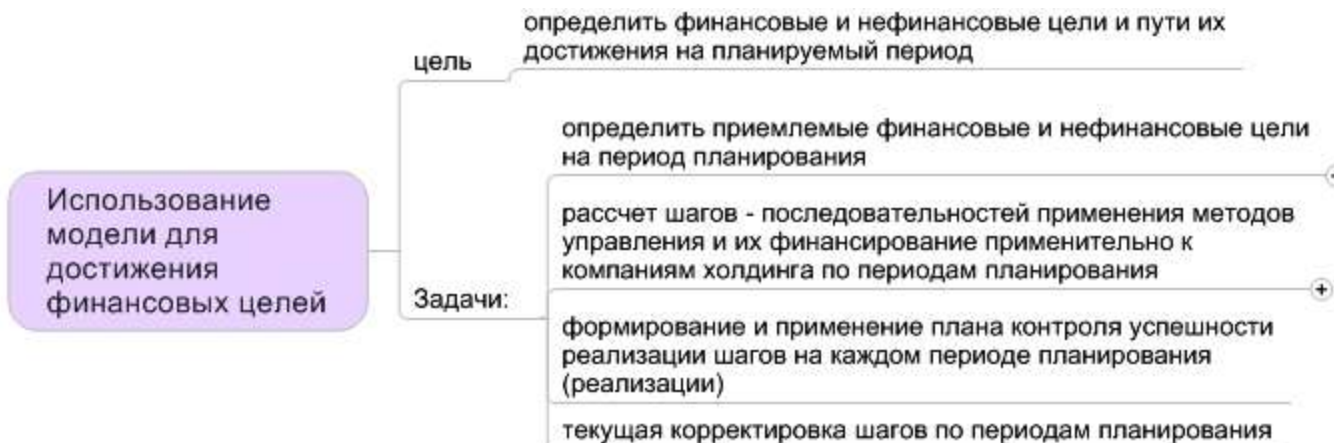 определить финансовые и нефинансовые цели и пути их
достижения на планируемый период
цель
определить приемлемые финансовые и нефинансовые цели
на период планирования
Использование
модели для
достижения
финансовых целей
рассчет шагов - последовательностей применения методов
управления и их финансирование применительно к
компаниям холдинга по периодам планирования
Задачи:
формирование и применение плана контроля успешности
реализации шагов на каждом периоде планирования
(реализации)
текущая корректировка шагов по периодам планирования